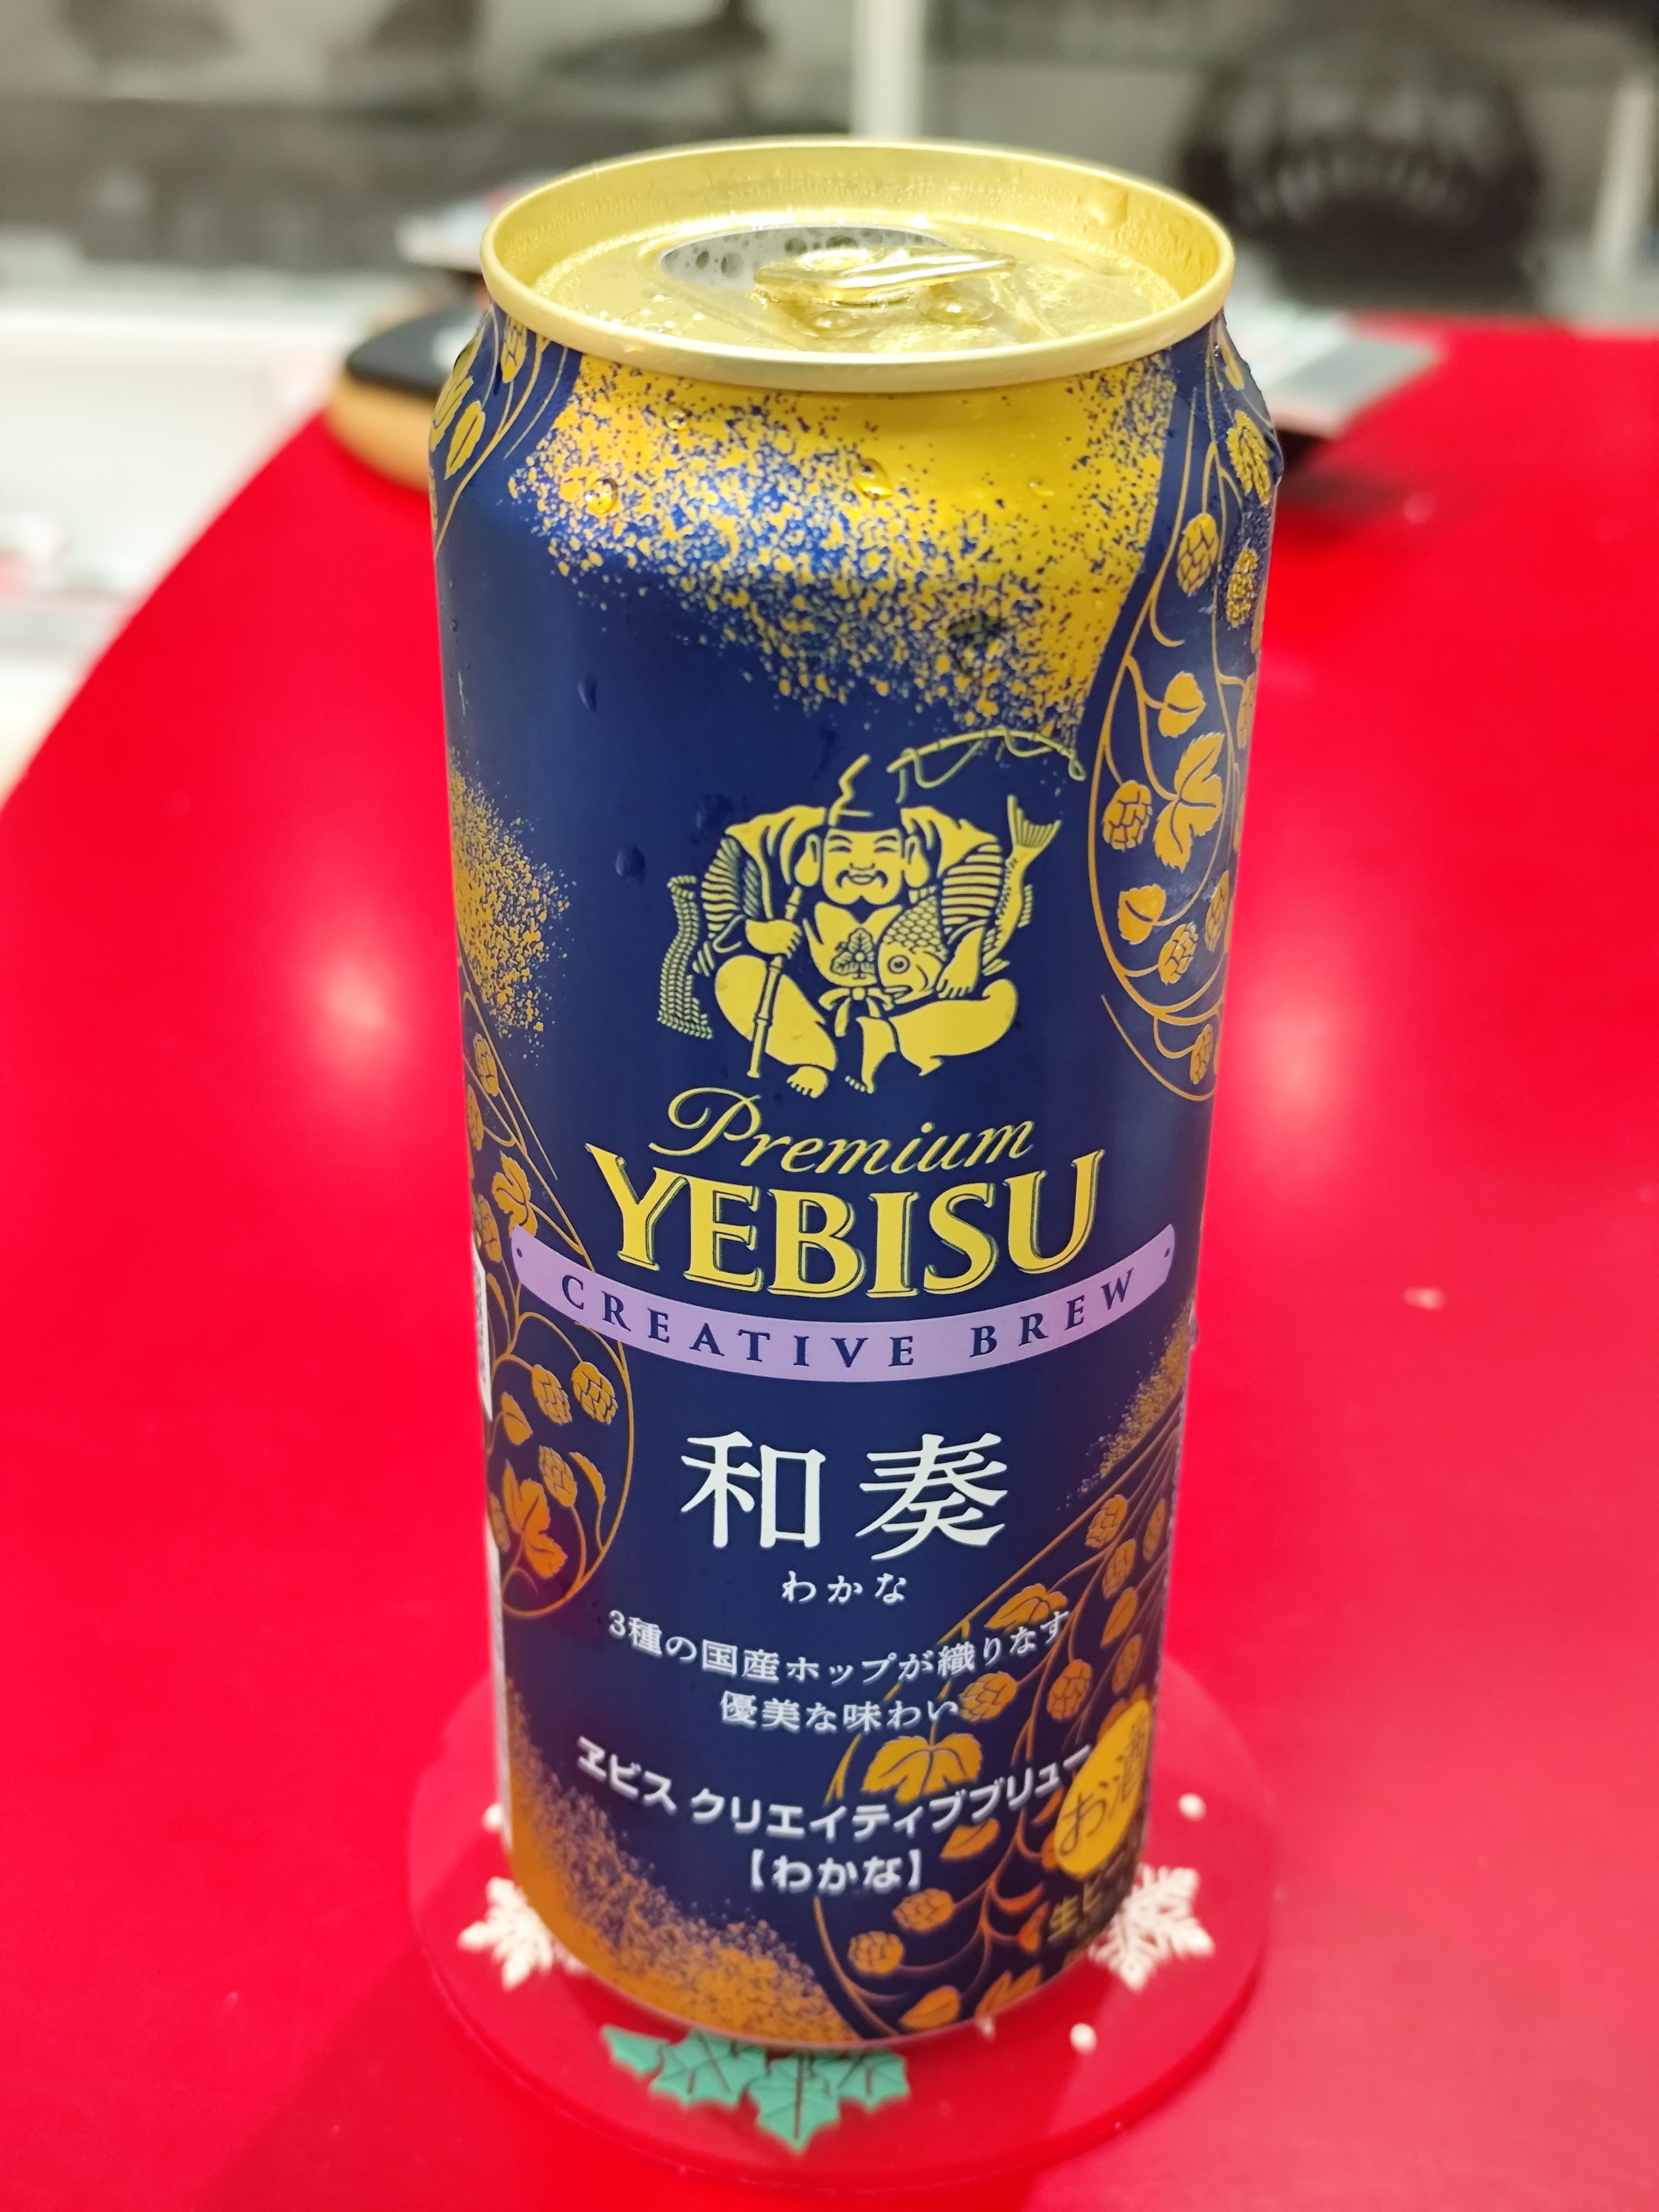 Premium
YEBISU
CREATIVE BREW
和奏
わかな
3種の国産ホップが織りなす
優美な味わい
ヱビス クリエイティブブリュー
【わかな】
お酒